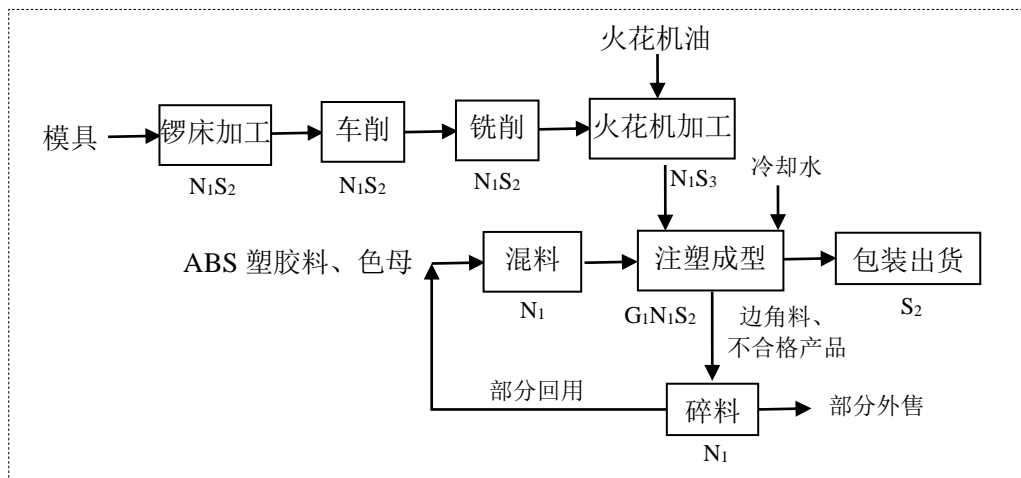 火花机油
模具
锣床加工
车削
铣削
火花机加工
N₁S₂
N₁S₂
N₁S₂
N₁S₃
冷却水
ABS 塑胶料、色母
混料
注塑成型
包装出货
N₁
G₁N₁S₂
边角料、
不合格产品
S₂
部分回用
碎料
部分外售
N₁